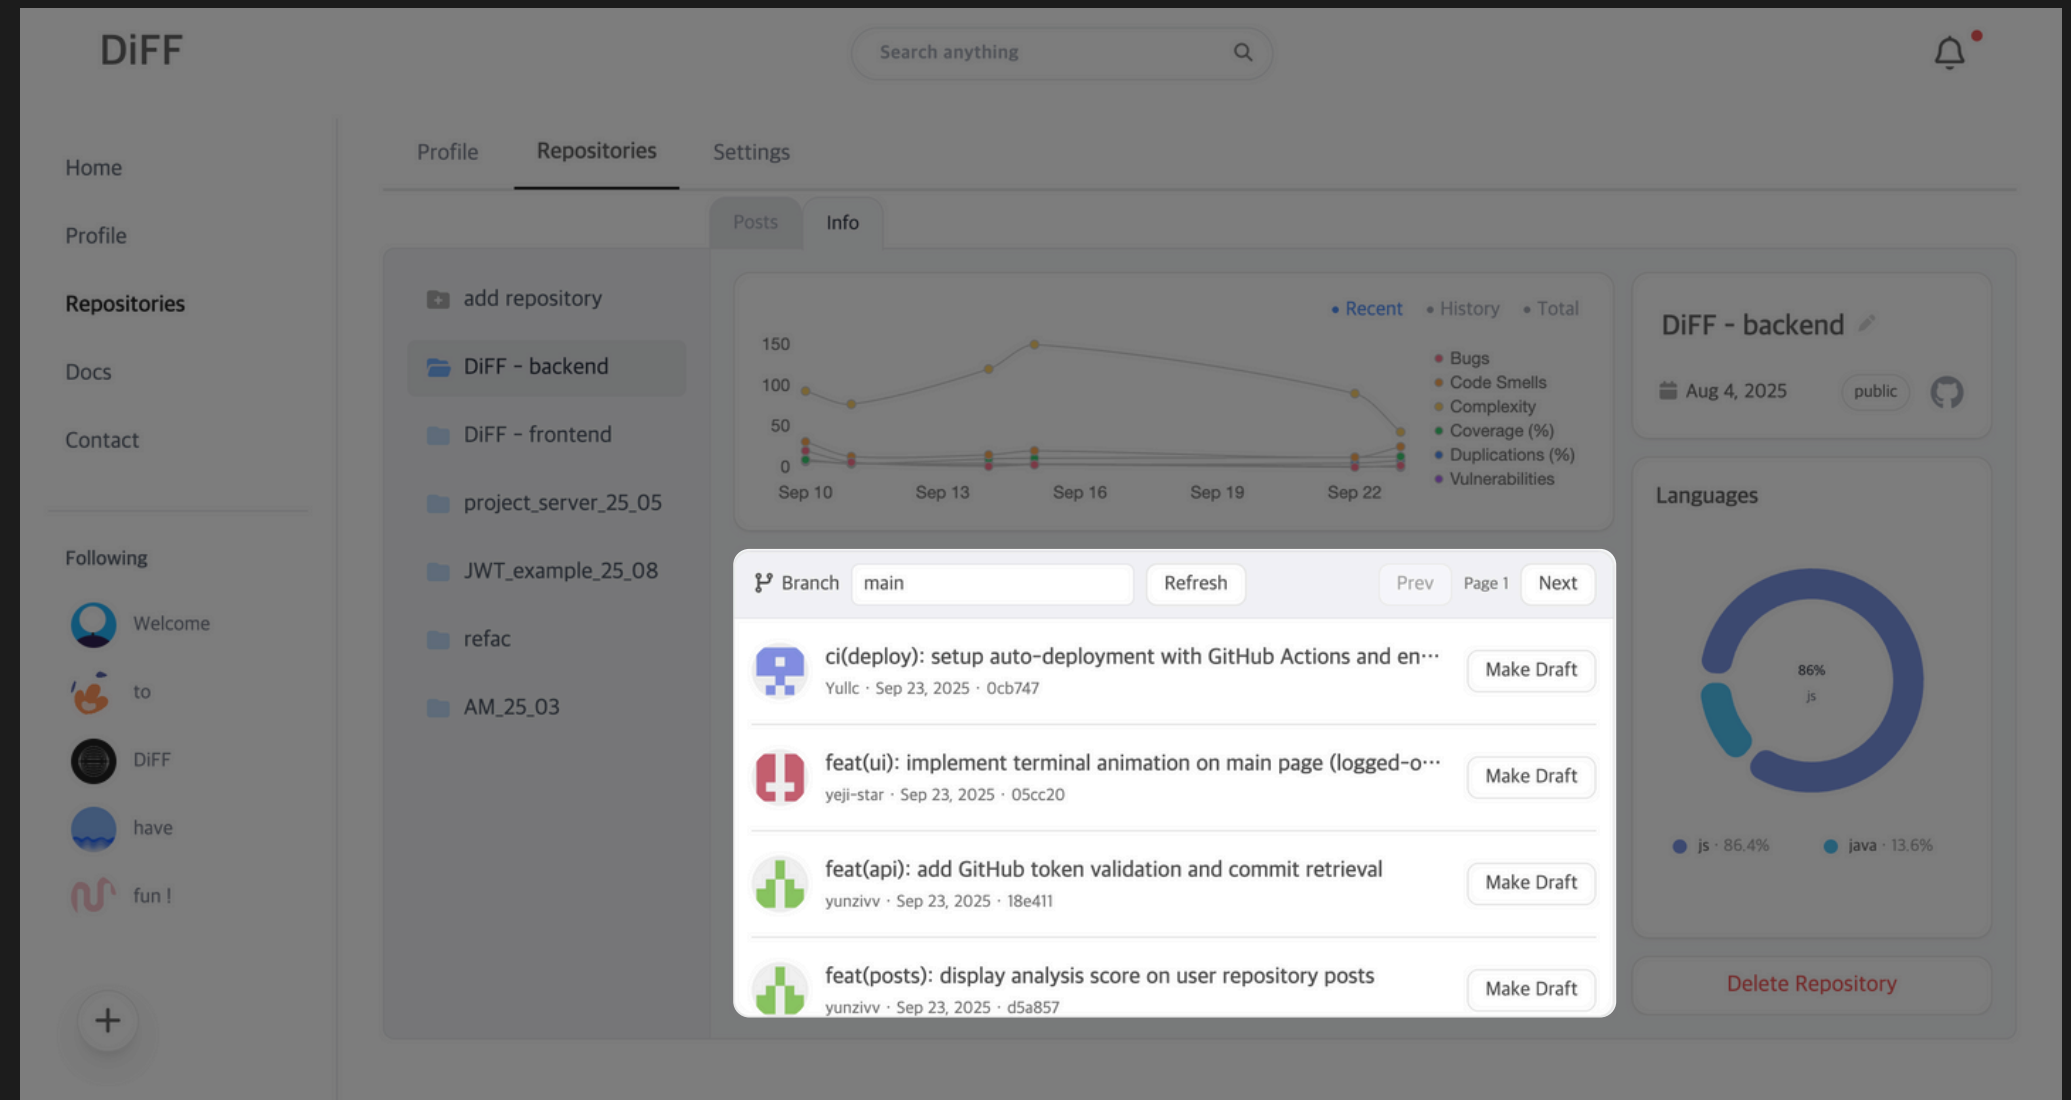 DiFF
Search anything
Home
Profile
Repositories
Docs
Contact
Following
Welcome
to
DiFF
have
fun !
Profile
Repositories
Settings
Posts
Info
add repository
DiFF - backend
DiFF - frontend
project_server_25_05
JWT_example_25_08
refac
AM_25_03
Recent
History
Total
150
100
50
0
Sep 10
Sep 13
Sep 16
Sep 19
Sep 22
Bugs
Code Smells
Complexity
Coverage (%)
Duplications (%)
Vulnerabilities
Branch
main
Refresh
Prev
Page 1
Next
ci(deploy): setup auto-deployment with GitHub Actions and en···
Yullc · Sep 23, 2025 · 0cb747
Make Draft
feat(ui): implement terminal animation on main page (logged-o···
yeji-star · Sep 23, 2025 · 05cc20
Make Draft
feat(api): add GitHub token validation and commit retrieval
yunzivv · Sep 23, 2025 · 18e411
Make Draft
feat(posts): display analysis score on user repository posts
yunzivv · Sep 23, 2025 · d5a857
Make Draft
DiFF - backend
Aug 4, 2025
public
Languages
86%
js
js · 86.4%
java · 13.6%
Delete Repository